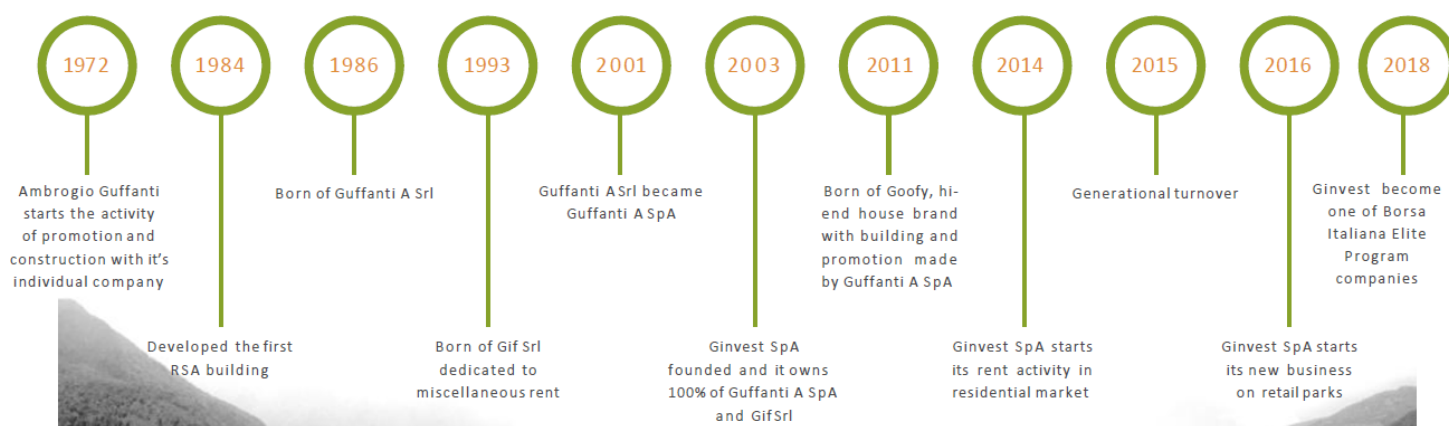 1972
1984
1986
1993
2001
2003
2011
2014
2015
2016
2018
Ambrogio Guffanti
starts the activity
of promotion and
construction with it's
individual company
Developed the first
RSA building
Born of Guffanti A Srl
Born of Gif Srl
dedicated to
miscellaneous rent
Guffanti A Srl became
Guffanti A SpA
Ginvest SpA
founded and it owns
100% of Guffanti A SpA
and Gif Srl
Born of Goofy, hi-
end house brand
with building and
promotion made
by Guffanti A SpA
Ginvest SpA starts
its rent activity in
residential market
Generational turnover
Ginvest SpA starts
its new business
on retail parks
Ginvest become
one of Borsa
Italiana Elite
Program
companies